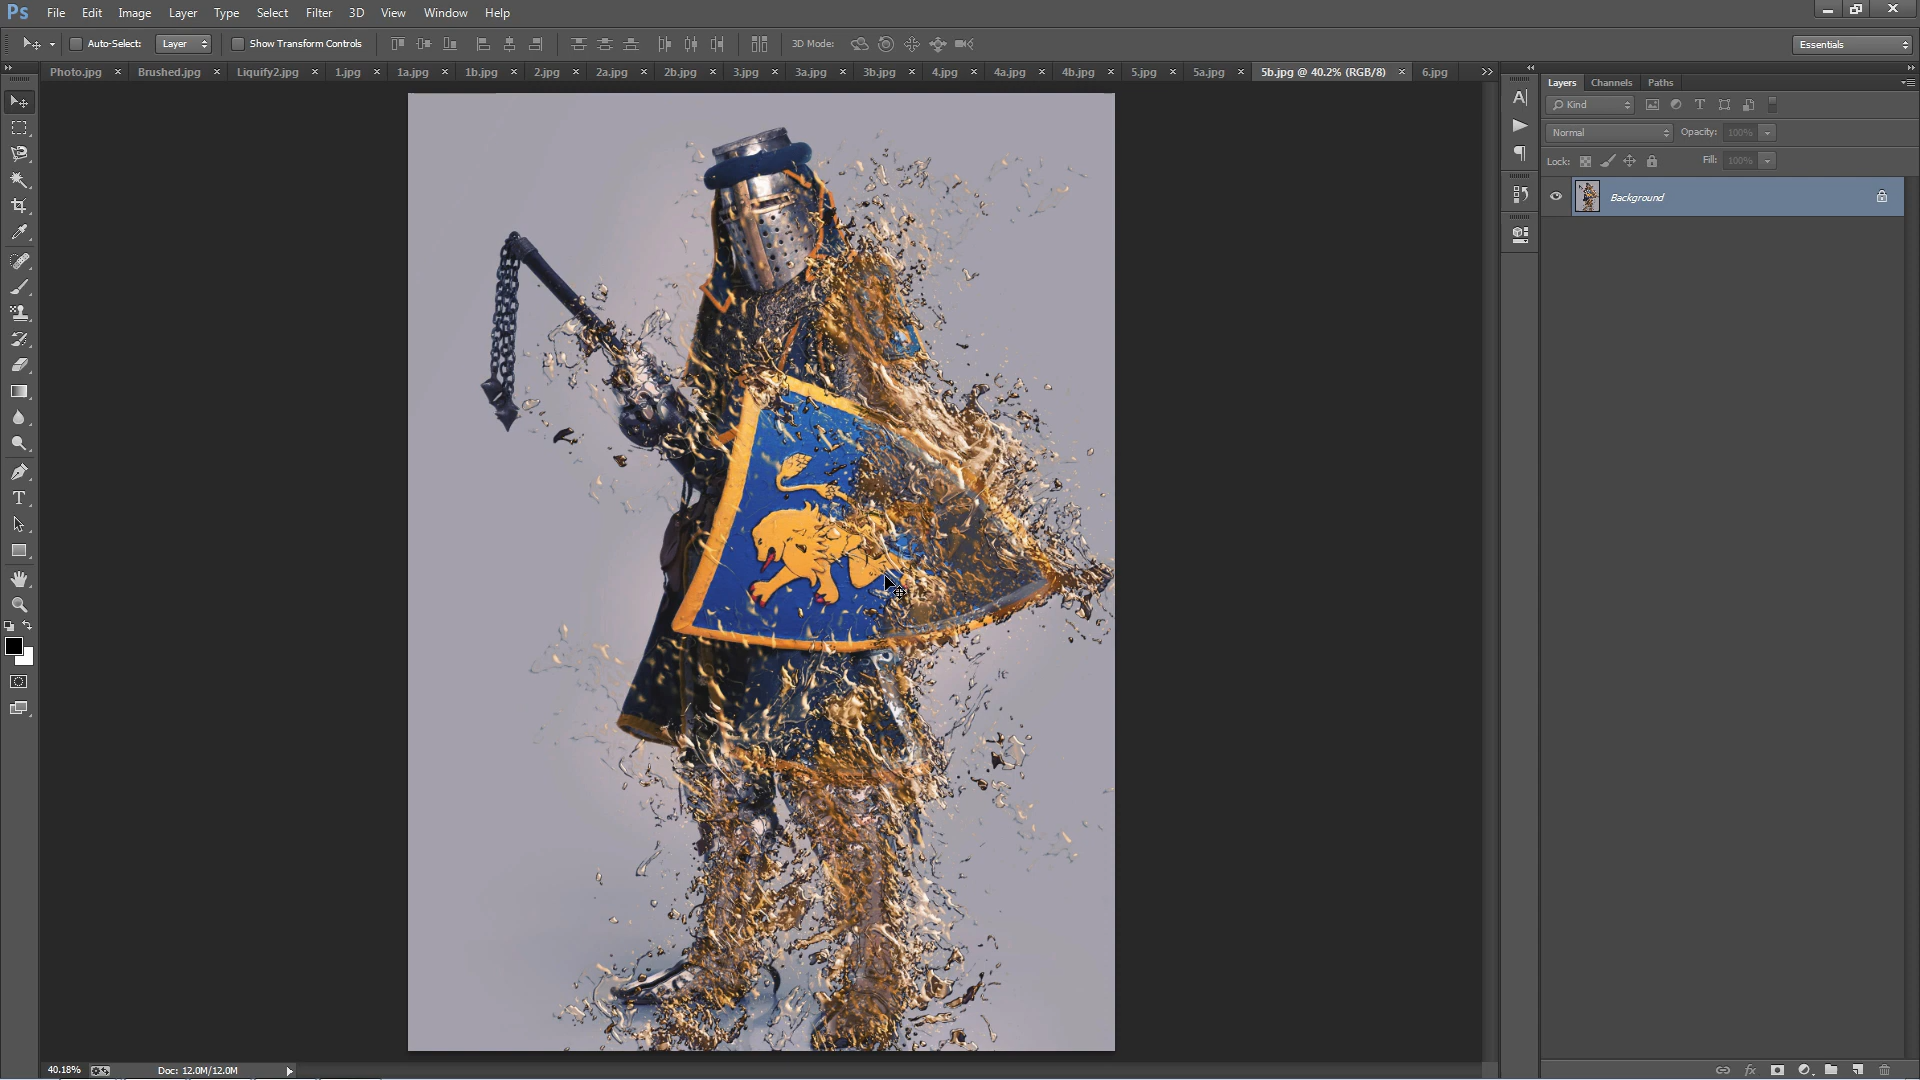 Ps File Edit Image Layer Type Select Filter 3D View Window Help
Auto-Select: Layer Show Transform Controls 3D Mode: Essentials
Photo.jpg Brushed.jpg Liquify2.jpg 1.jpg 1a.jpg 1b.jpg 2.jpg 2a.jpg 2b.jpg 3.jpg 3a.jpg 3b.jpg 4.jpg 4a.jpg 4b.jpg 5.jpg 5a.jpg 5b.jpg @ 40.2% (RGB/8) 6.jpg
Layers Channels Paths
Kind
Normal Opacity: 100%
Lock: Fill: 100%
Background
40.18% Doc: 12.0M/12.0M